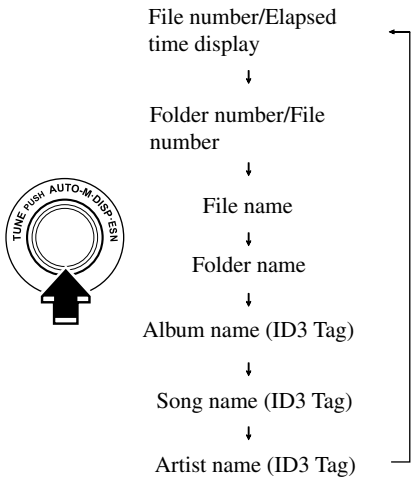 File number/Elapsed
time display
Folder number/File
number
File name
TUNE PUSH AUTO-M·DISP·ESN
Folder name
Album name (ID3 Tag)
Song name (ID3 Tag)
Artist name (ID3 Tag)